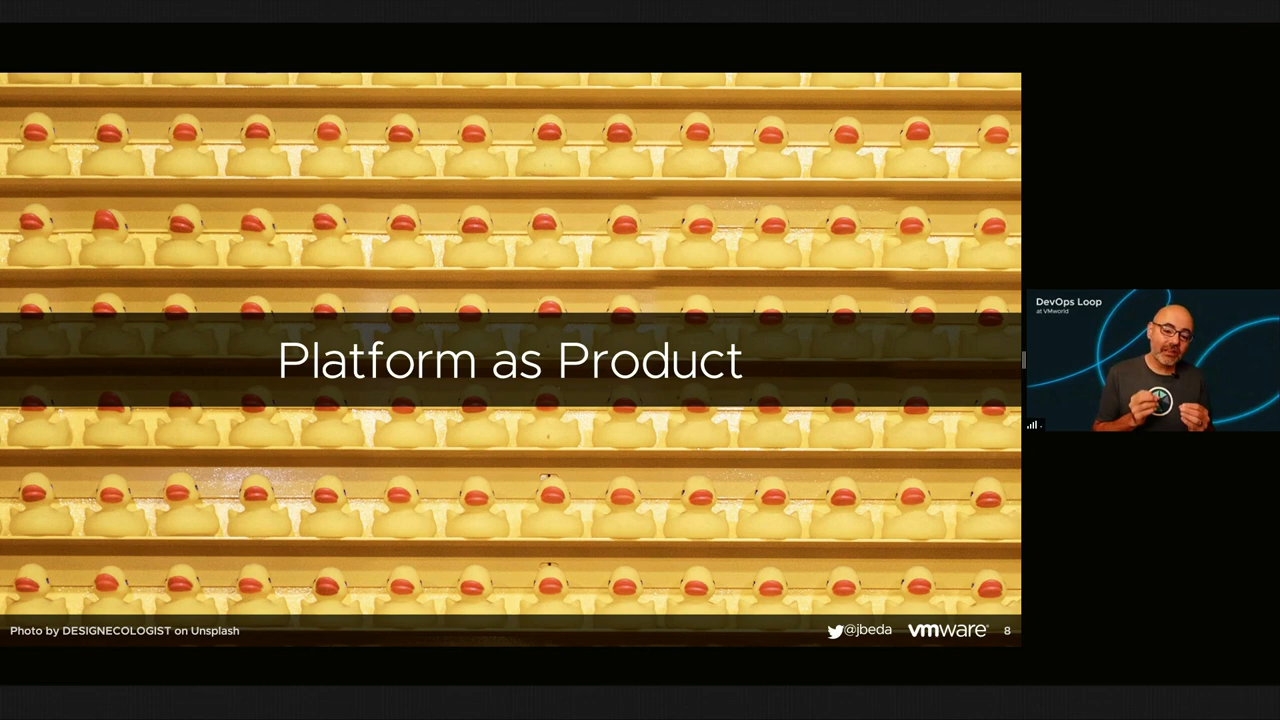 Platform as Product
DevOps Loop
at VMworld
Photo by DESIGNECOLOGIST on Unsplash
@jbeda
vmware
8